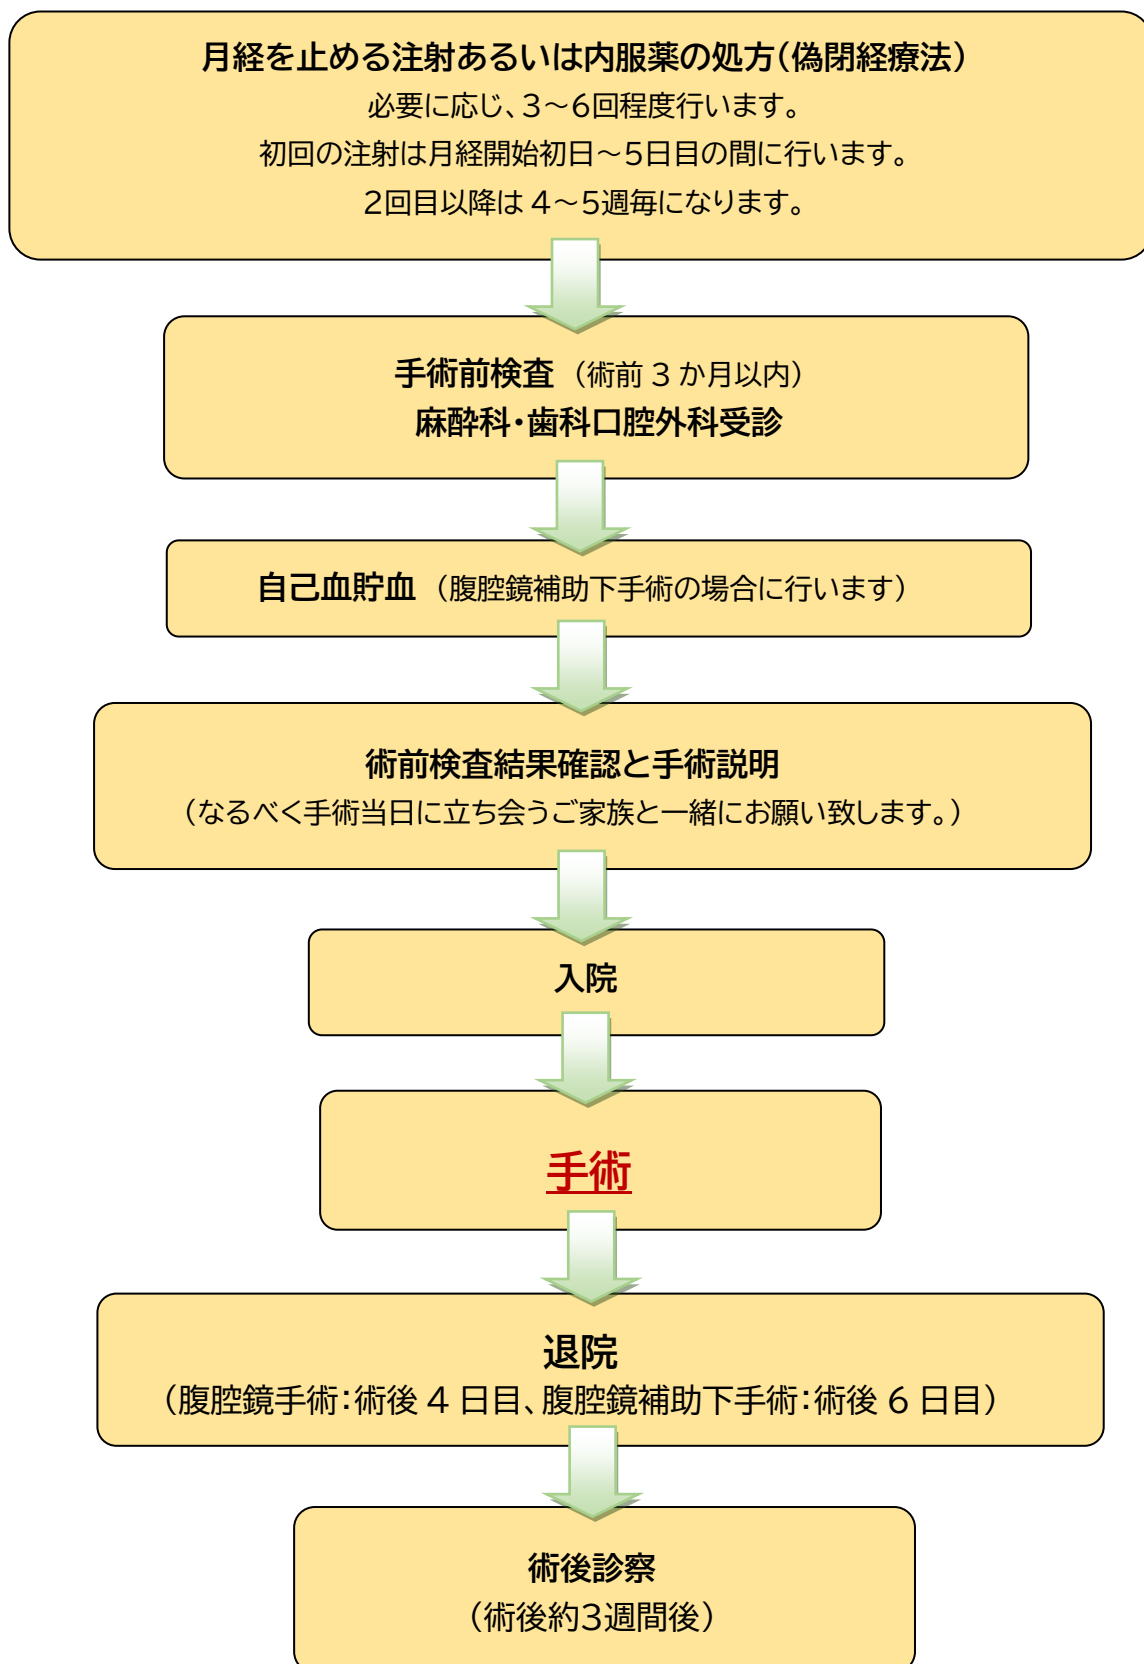 月経を止める注射あるいは内服薬の処方（偽閉経療法）
必要に応じ、３～６回程度行います。
初回の注射は月経開始初日～５日目の間に行います。
２回目以降は 4～５週毎になります。
手術前検査（術前 3 か月以内）
麻酔科・歯科口腔外科受診
自己血貯血（腹腔鏡補助下手術の場合に行います）
術前検査結果確認と手術説明
（なるべく手術当日に立ち会うご家族と一緒にお願い致します。）
入院
手術
退院
（腹腔鏡手術：術後 4 日目、腹腔鏡補助下手術：術後 6 日目）
術後診察
（術後約３週間後）